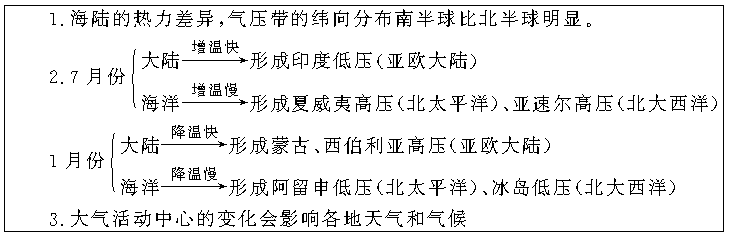 1.海陆的热力差异,气压带的纬向分布南半球比北半球明显。
2.7月份
大陆 增温快 形成印度低压(亚欧大陆)
海洋 增温慢 形成夏威夷高压(北太平洋)、亚速尔高压(北大西洋)
1月份
大陆 降温快 形成蒙古、西伯利亚高压(亚欧大陆)
海洋 降温慢 形成阿留申低压(北太平洋)、冰岛低压(北大西洋)
3.大气活动中心的变化会影响各地天气和气候